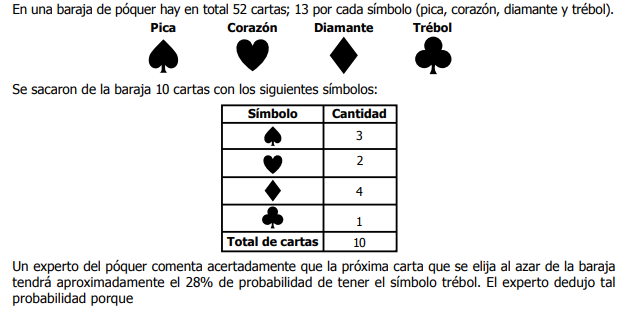 En una baraja de póquer hay en total 52 cartas; 13 por cada símbolo (pica, corazón, diamante y trébol).
Pica Corazón Diamante Trébol
Se sacaron de la baraja 10 cartas con los siguientes símbolos:
Símbolo Cantidad
3
2
4
1
Total de cartas 10
Un experto del póquer comenta acertadamente que la próxima carta que se elija al azar de la baraja
tendrá aproximadamente el 28% de probabilidad de tener el símbolo trébol. El experto dedujo tal
probabilidad porque